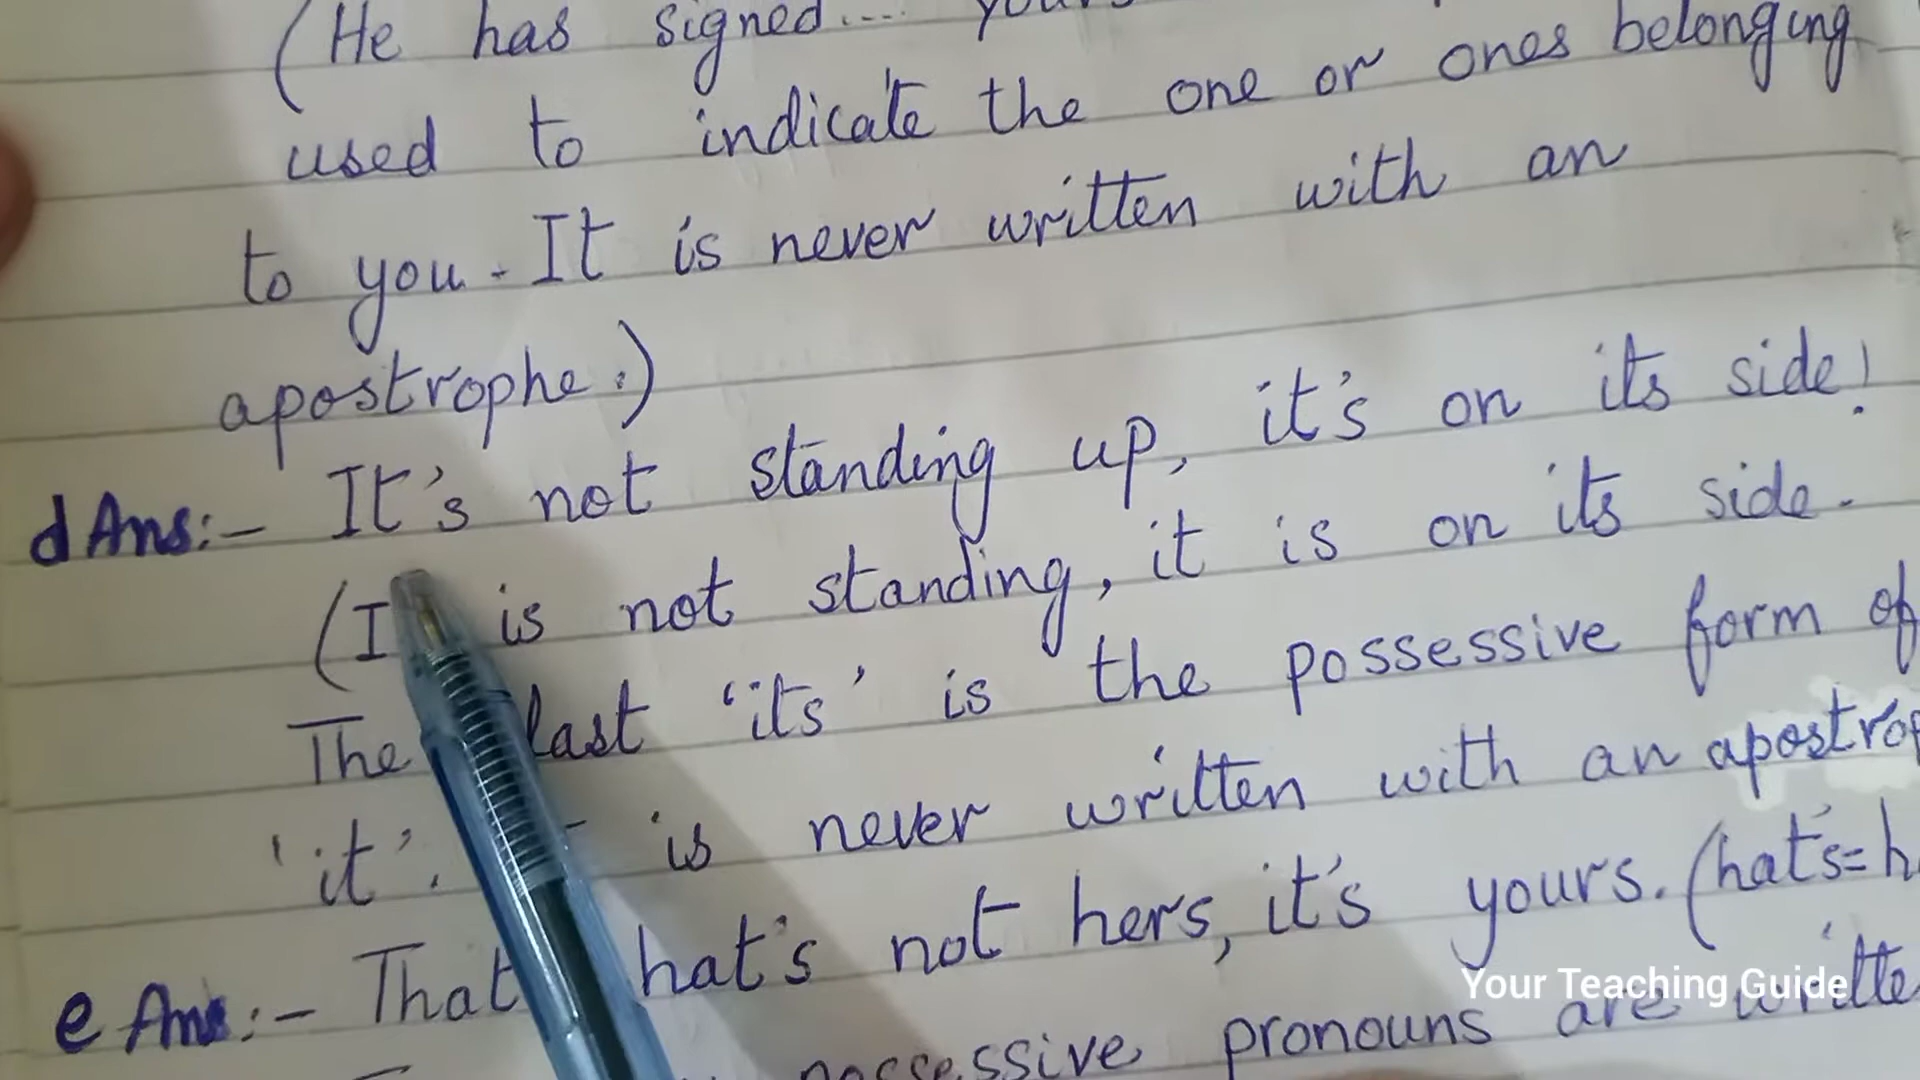 (He has signed.... yours
used to indicate the one or ones belonging
to you. It is never written with an
apostrophe.)
d Ans:- It's not standing up, it's on its side!
(I is not standing, it is on its side.
The last 'its' is the possessive form of
'it'. is never written with an apostrop
e Ans:- That hat's not hers, it's yours. (hat's= h
possessive pronouns are writte
Your Teaching Guide